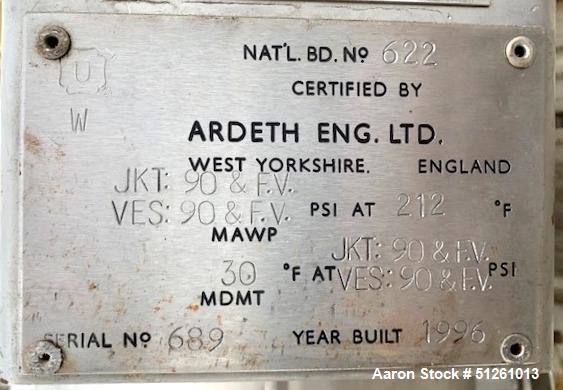 NAT'L. BD. Nº 622
U
CERTIFIED BY
W
ARDETH ENG. LTD.
WEST YORKSHIRE. ENGLAND
JKT: 90 & F.V.
VES: 90 & F.V. PSI AT 212 °F
MAWP
JKT: 90 & F.V.
30 °F AT VES: 90 & F.V. PSI
MDMT
SERIAL Nº 689 YEAR BUILT 1996
Aaron Stock # 51261013